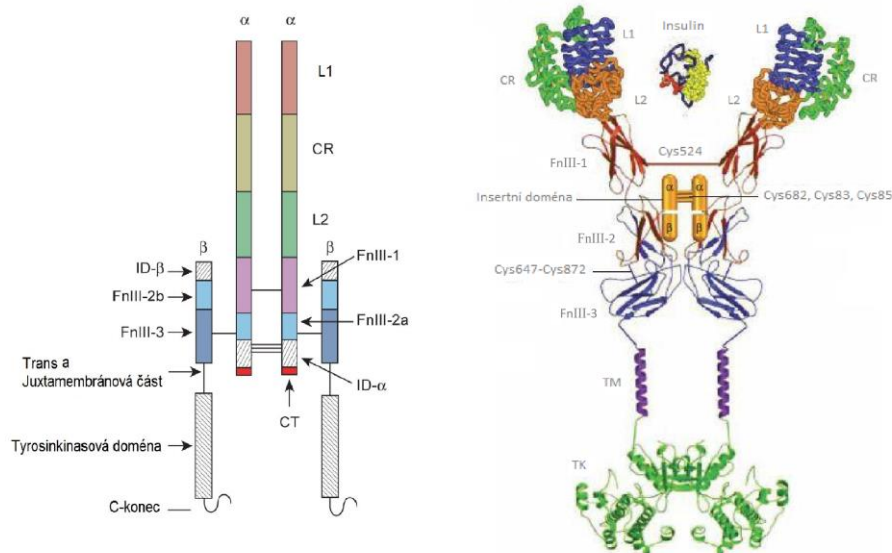 α
α
L1
CR
L2
β
β
ID-β
FnIII-2b
FnIII-3
FnIII-1
FnIII-2a
ID-α
CT
Trans a
Juxtamembránová část
Tyrosinkinasová doména
C-konec
Insulin
L1
L1
CR
CR
L2
L2
FnIII-1
Cys524
α
α
Insertní doména
Cys682, Cys83, Cys85
β
β
FnIII-2
Cys647-Cys872
FnIII-3
TM
TK